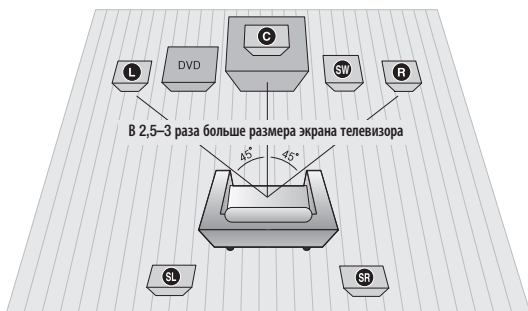 C
L
DVD
SW
R
В 2,5–3 раза больше размера экрана телевизора
45° 45°
SL
SR